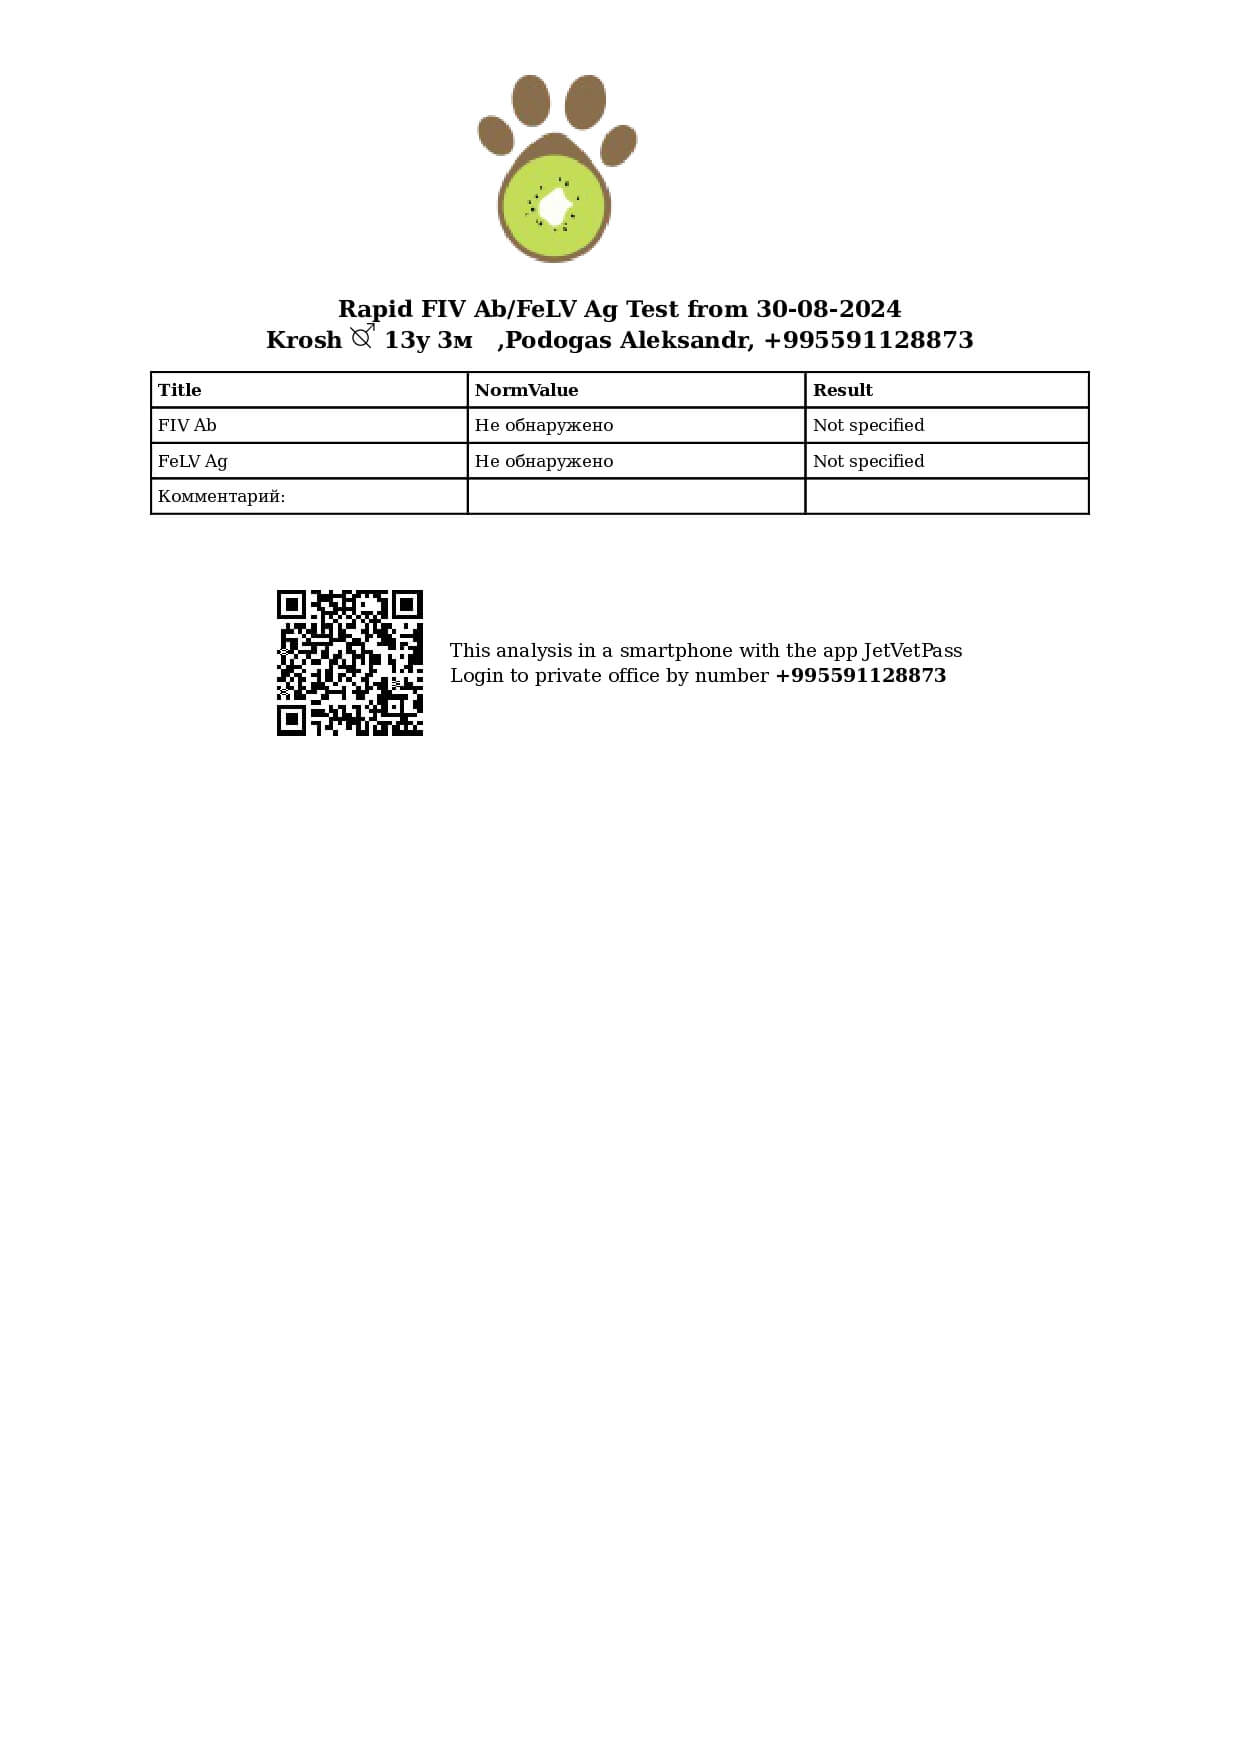 Rapid FIV Ab/FeLV Ag Test from 30-08-2024
Krosh 13y 3м ,Podogas Aleksandr, +995591128873
Title NormValue Result
FIV Ab Не обнаружено Not specified
FeLV Ag Не обнаружено Not specified
Комментарий:
This analysis in a smartphone with the app JetVetPass
Login to private office by number +995591128873